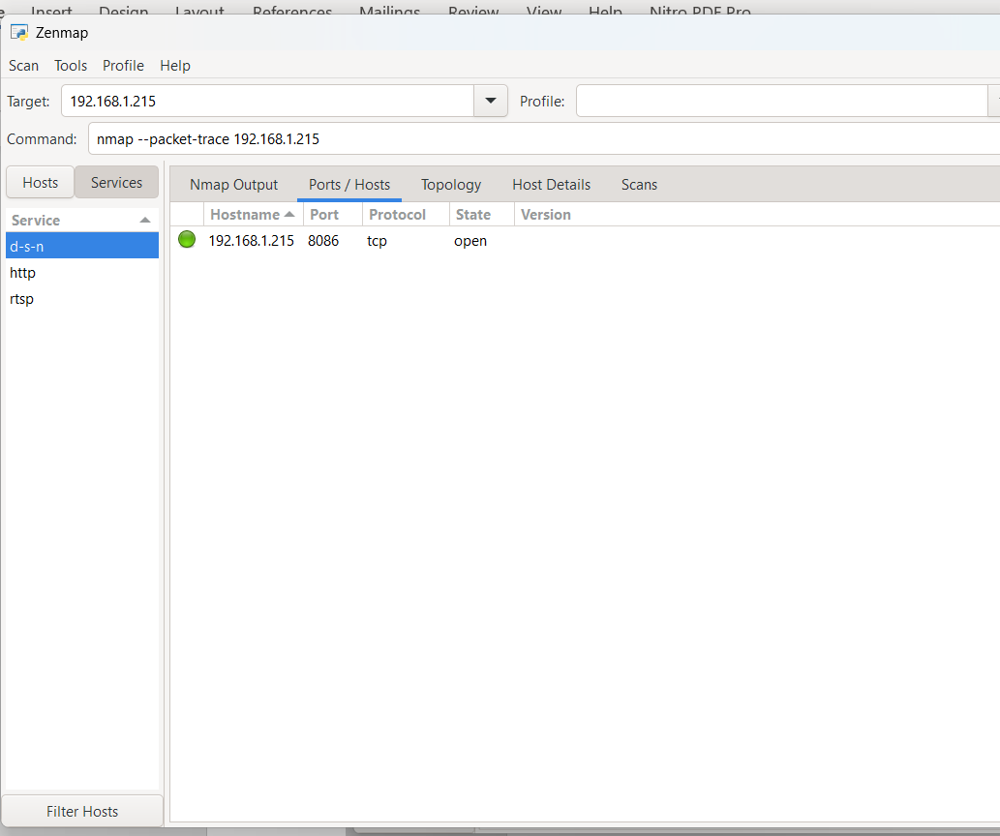 Insert Design Layout References Mailings Review View Help Nitro PDF Pro
Zenmap
Scan Tools Profile Help
Target: 192.168.1.215 Profile:
Command: nmap --packet-trace 192.168.1.215
Hosts Services Nmap Output Ports / Hosts Topology Host Details Scans
Hostname Port Protocol State Version
Service
192.168.1.215 8086 tcp open
d-s-n
http
rtsp
Filter Hosts